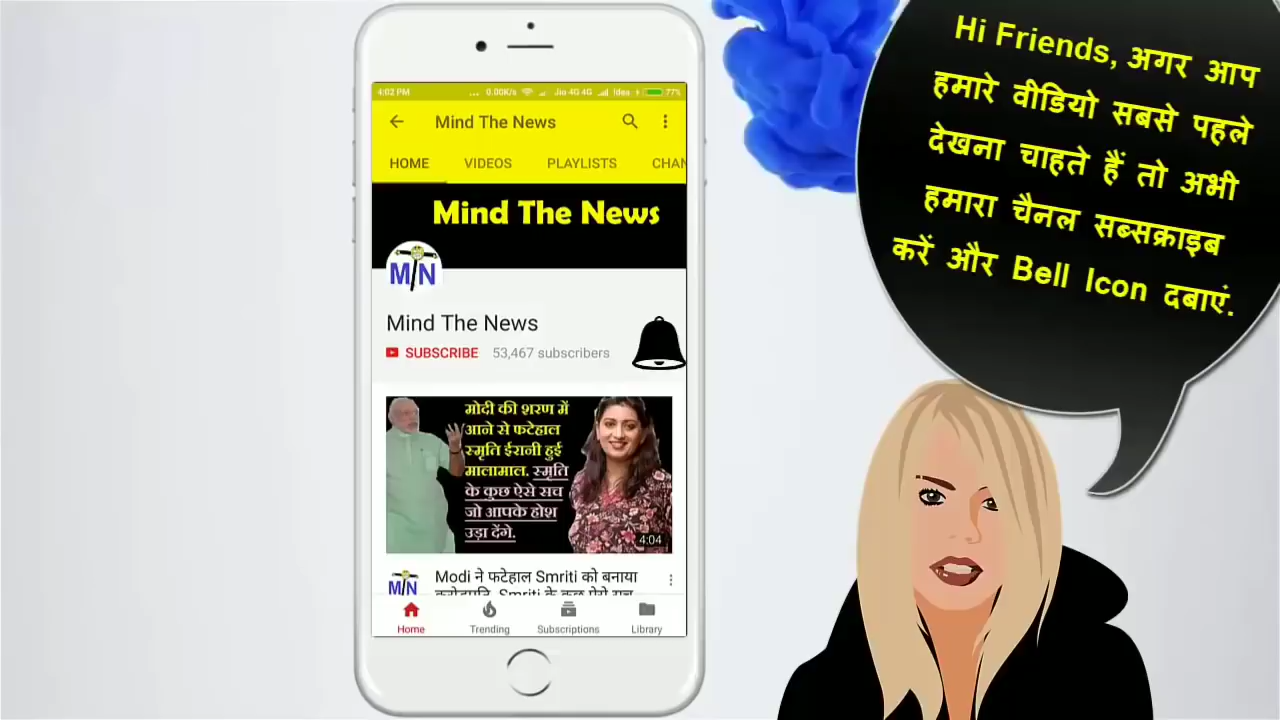 4:02 PM ... 0.00K/s Jio 4G 4G Idea 77%
Mind The News
HOME VIDEOS PLAYLISTS CHAN
Mind The News
MTN
Mind The News
SUBSCRIBE 53,467 subscribers
मोदी की शरण में
आने से फटेहाल
स्मृति ईरानी हुई
मालामाल. स्मृति
के कुछ ऐसे सच
जो आपके होश
उड़ा देंगे.
4:04
MTN
Modi ने फटेहाल Smriti को बनाया
Home Trending Subscriptions Library
Hi Friends, अगर आप
हमारे वीडियो सबसे पहले
देखना चाहते हैं तो अभी
हमारा चैनल सब्सक्राइब
करें और Bell Icon दबाएं.